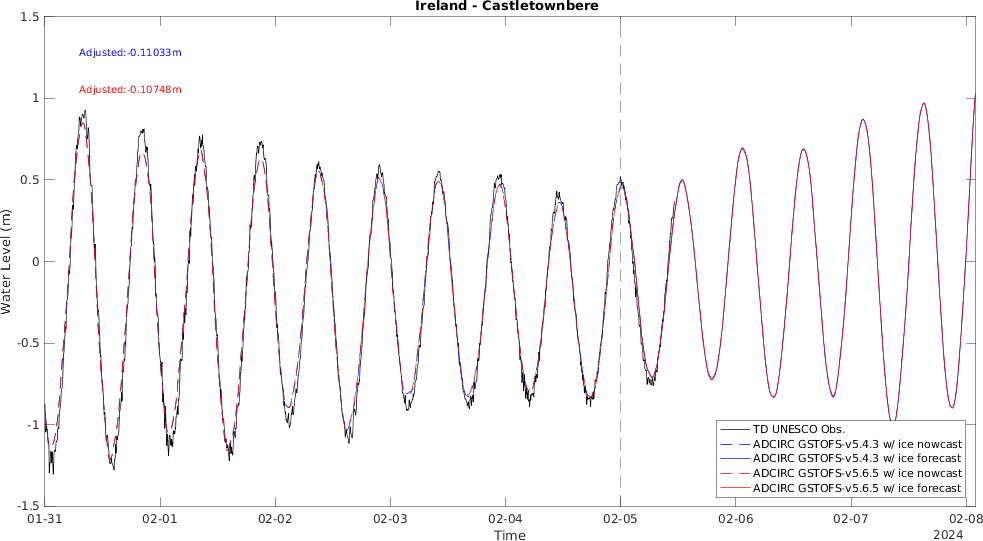 Ireland - Castletownbere
1.5
Adjusted:-0.11033m
Adjusted:-0.10748m
1
0.5
0
-0.5
-1
-1.5
Water Level (m)
TD UNESCO Obs.
ADCIRC GSTOFS-v5.4.3 w/ ice nowcast
ADCIRC GSTOFS-v5.4.3 w/ ice forecast
ADCIRC GSTOFS-v5.6.5 w/ ice nowcast
ADCIRC GSTOFS-v5.6.5 w/ ice forecast
01-31 02-01 02-02 02-03 02-04 02-05 02-06 02-07 02-08
Time
2024